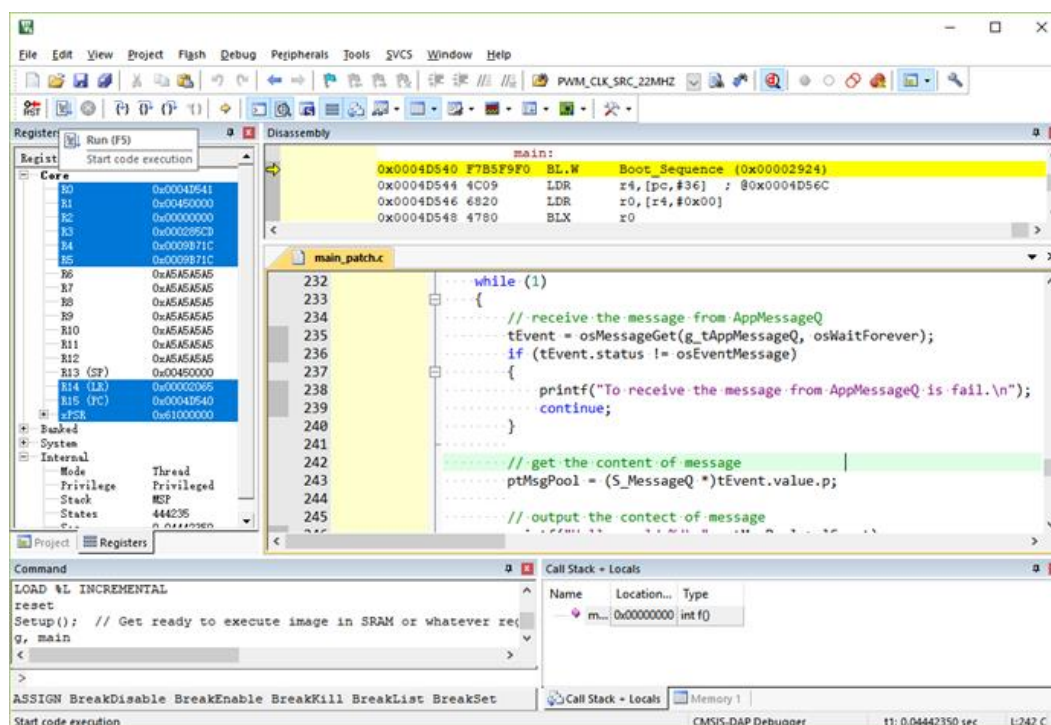 File Edit View Project Flash Debug Peripherals Tools SVCS Window Help
PWM_CLK_SRC_22MHZ
RST
Run (F5)
Start code execution
Core
R0 0x0004D541
R1 0x00450000
R2 0x00000000
R3 0x000285CD
R4 0x0009B71C
R5 0x0009B71C
R6 0xA5A5A5A5
R7 0xA5A5A5A5
R8 0xA5A5A5A5
R9 0xA5A5A5A5
R10 0xA5A5A5A5
R11 0xA5A5A5A5
R12 0xA5A5A5A5
R13 (SP) 0x00450000
R14 (LR) 0x00002065
R15 (PC) 0x0004D540
xPSR 0x61000000
Banked
System
Internal
Mode Thread
Privilege Privileged
Stack MSP
States 444235
Project Registers
Disassembly
main:
0x0004D540 F7B5F9F0 BL.W Boot_Sequence (0x00002924)
0x0004D544 4C09 LDR r4,[pc,#36] ; @0x0004D56C
0x0004D546 6820 LDR r0,[r4,#0x00]
0x0004D548 4780 BLX r0
main_patch.c
232 while (1)
233 {
234 // receive the message from AppMessageQ
235 tEvent = osMessageGet(g_tAppMessageQ, osWaitForever);
236 if (tEvent.status != osEventMessage)
237 {
238 printf("To receive the message from AppMessageQ is fail.\n");
239 continue;
240 }
241
242 // get the content of message
243 ptMsgPool = (S_MessageQ *)tEvent.value.p;
244
245 // output the contect of message
Command
LOAD %L INCREMENTAL
reset
Setup(); // Get ready to execute image in SRAM or whatever req
g, main
>
ASSIGN BreakDisable BreakEnable BreakKill BreakList BreakSet
Call Stack + Locals
Name Location... Type
m... 0x00000000 int f()
Call Stack + Locals Memory 1
Start code execution CMSIS-DAP Debugger t1: 0.04442350 sec L:242 C